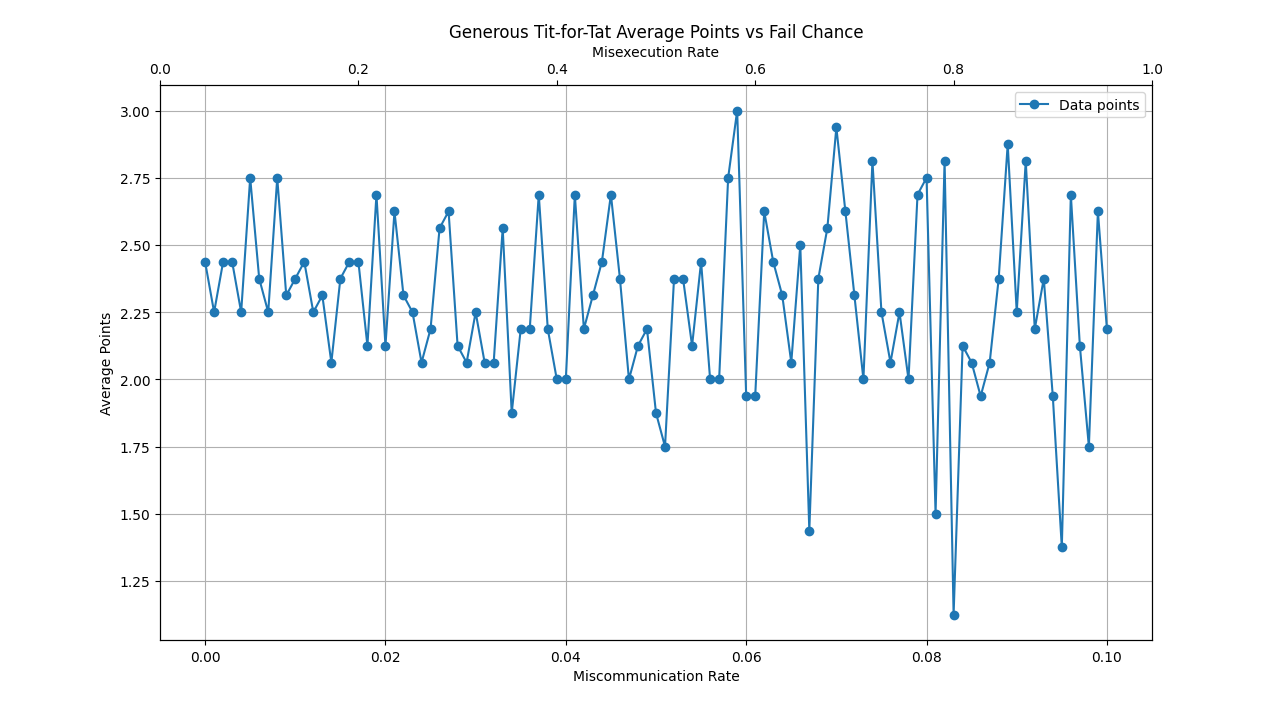 Generous Tit-for-Tat Average Points vs Fail Chance
Misexecution Rate
0.0 0.2 0.4 0.6 0.8 1.0
Data points
3.00
2.75
2.50
2.25
2.00
1.75
1.50
1.25
Average Points
0.00 0.02 0.04 0.06 0.08 0.10
Miscommunication Rate